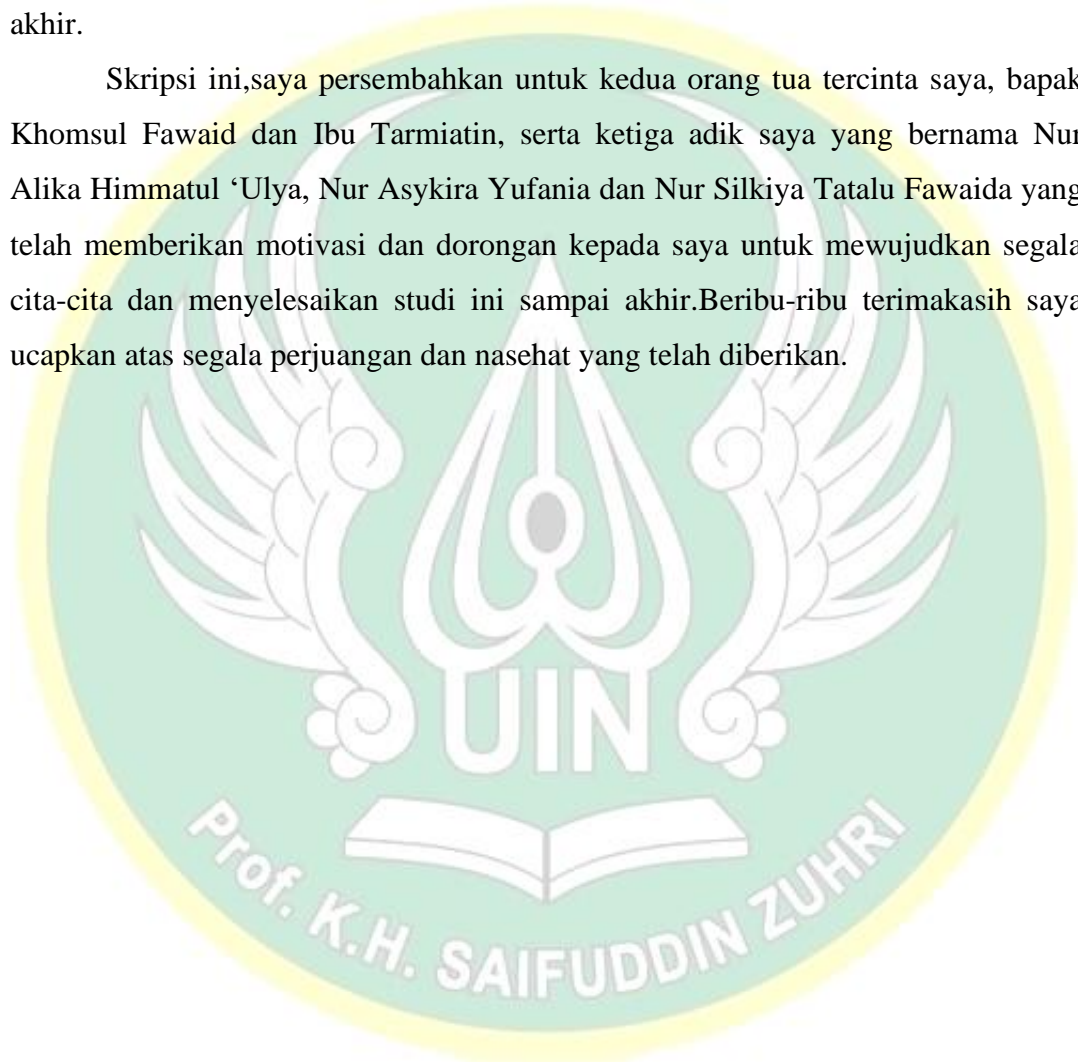 akhir.
Skripsi ini,saya persembahkan untuk kedua orang tua tercinta saya, bapak
Khomsul Fawaid dan Ibu Tarmiatin, serta ketiga adik saya yang bernama Nur
Alika Himmatul ‘Ulya, Nur Asykira Yufania dan Nur Silkiya Tatalu Fawaida yang
telah memberikan motivasi dan dorongan kepada saya untuk mewujudkan segala
cita-cita dan menyelesaikan studi ini sampai akhir.Beribu-ribu terimakasih saya
ucapkan atas segala perjuangan dan nasehat yang telah diberikan.
UIN
Prof. K.H. SAIFUDDIN ZUHRI